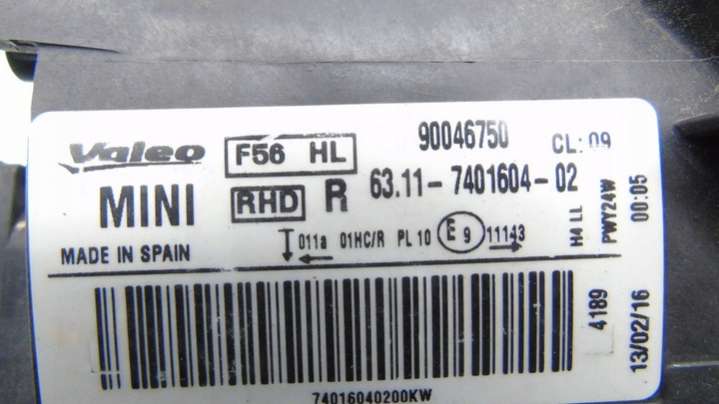 Valeo F56 HL 90046750 CL: 09
MINI RHD R 63.11-7401604-02
MADE IN SPAIN 011a 01HC/R PL 10 E 9 11143
H4 LL
PWY24W 00:05
4189
13/02/16
74016040200KW